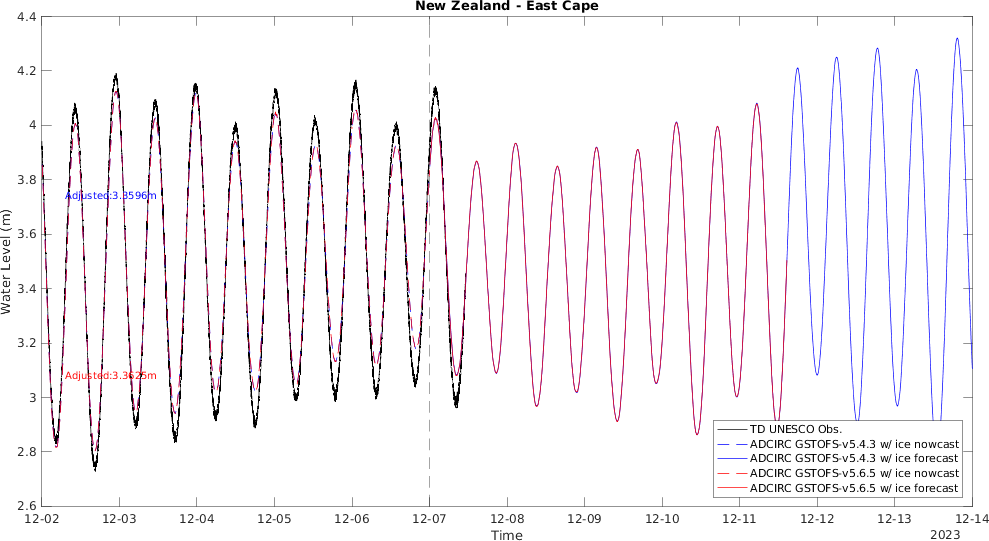 New Zealand - East Cape
Water Level (m)
4.4
4.2
4
3.8
3.6
3.4
3.2
3
2.8
2.6
Adjusted:3.3596m
Adjusted:3.3625m
TD UNESCO Obs.
ADCIRC GSTOFS-v5.4.3 w/ ice nowcast
ADCIRC GSTOFS-v5.4.3 w/ ice forecast
ADCIRC GSTOFS-v5.6.5 w/ ice nowcast
ADCIRC GSTOFS-v5.6.5 w/ ice forecast
12-02 12-03 12-04 12-05 12-06 12-07 12-08 12-09 12-10 12-11 12-12 12-13 12-14
Time
2023